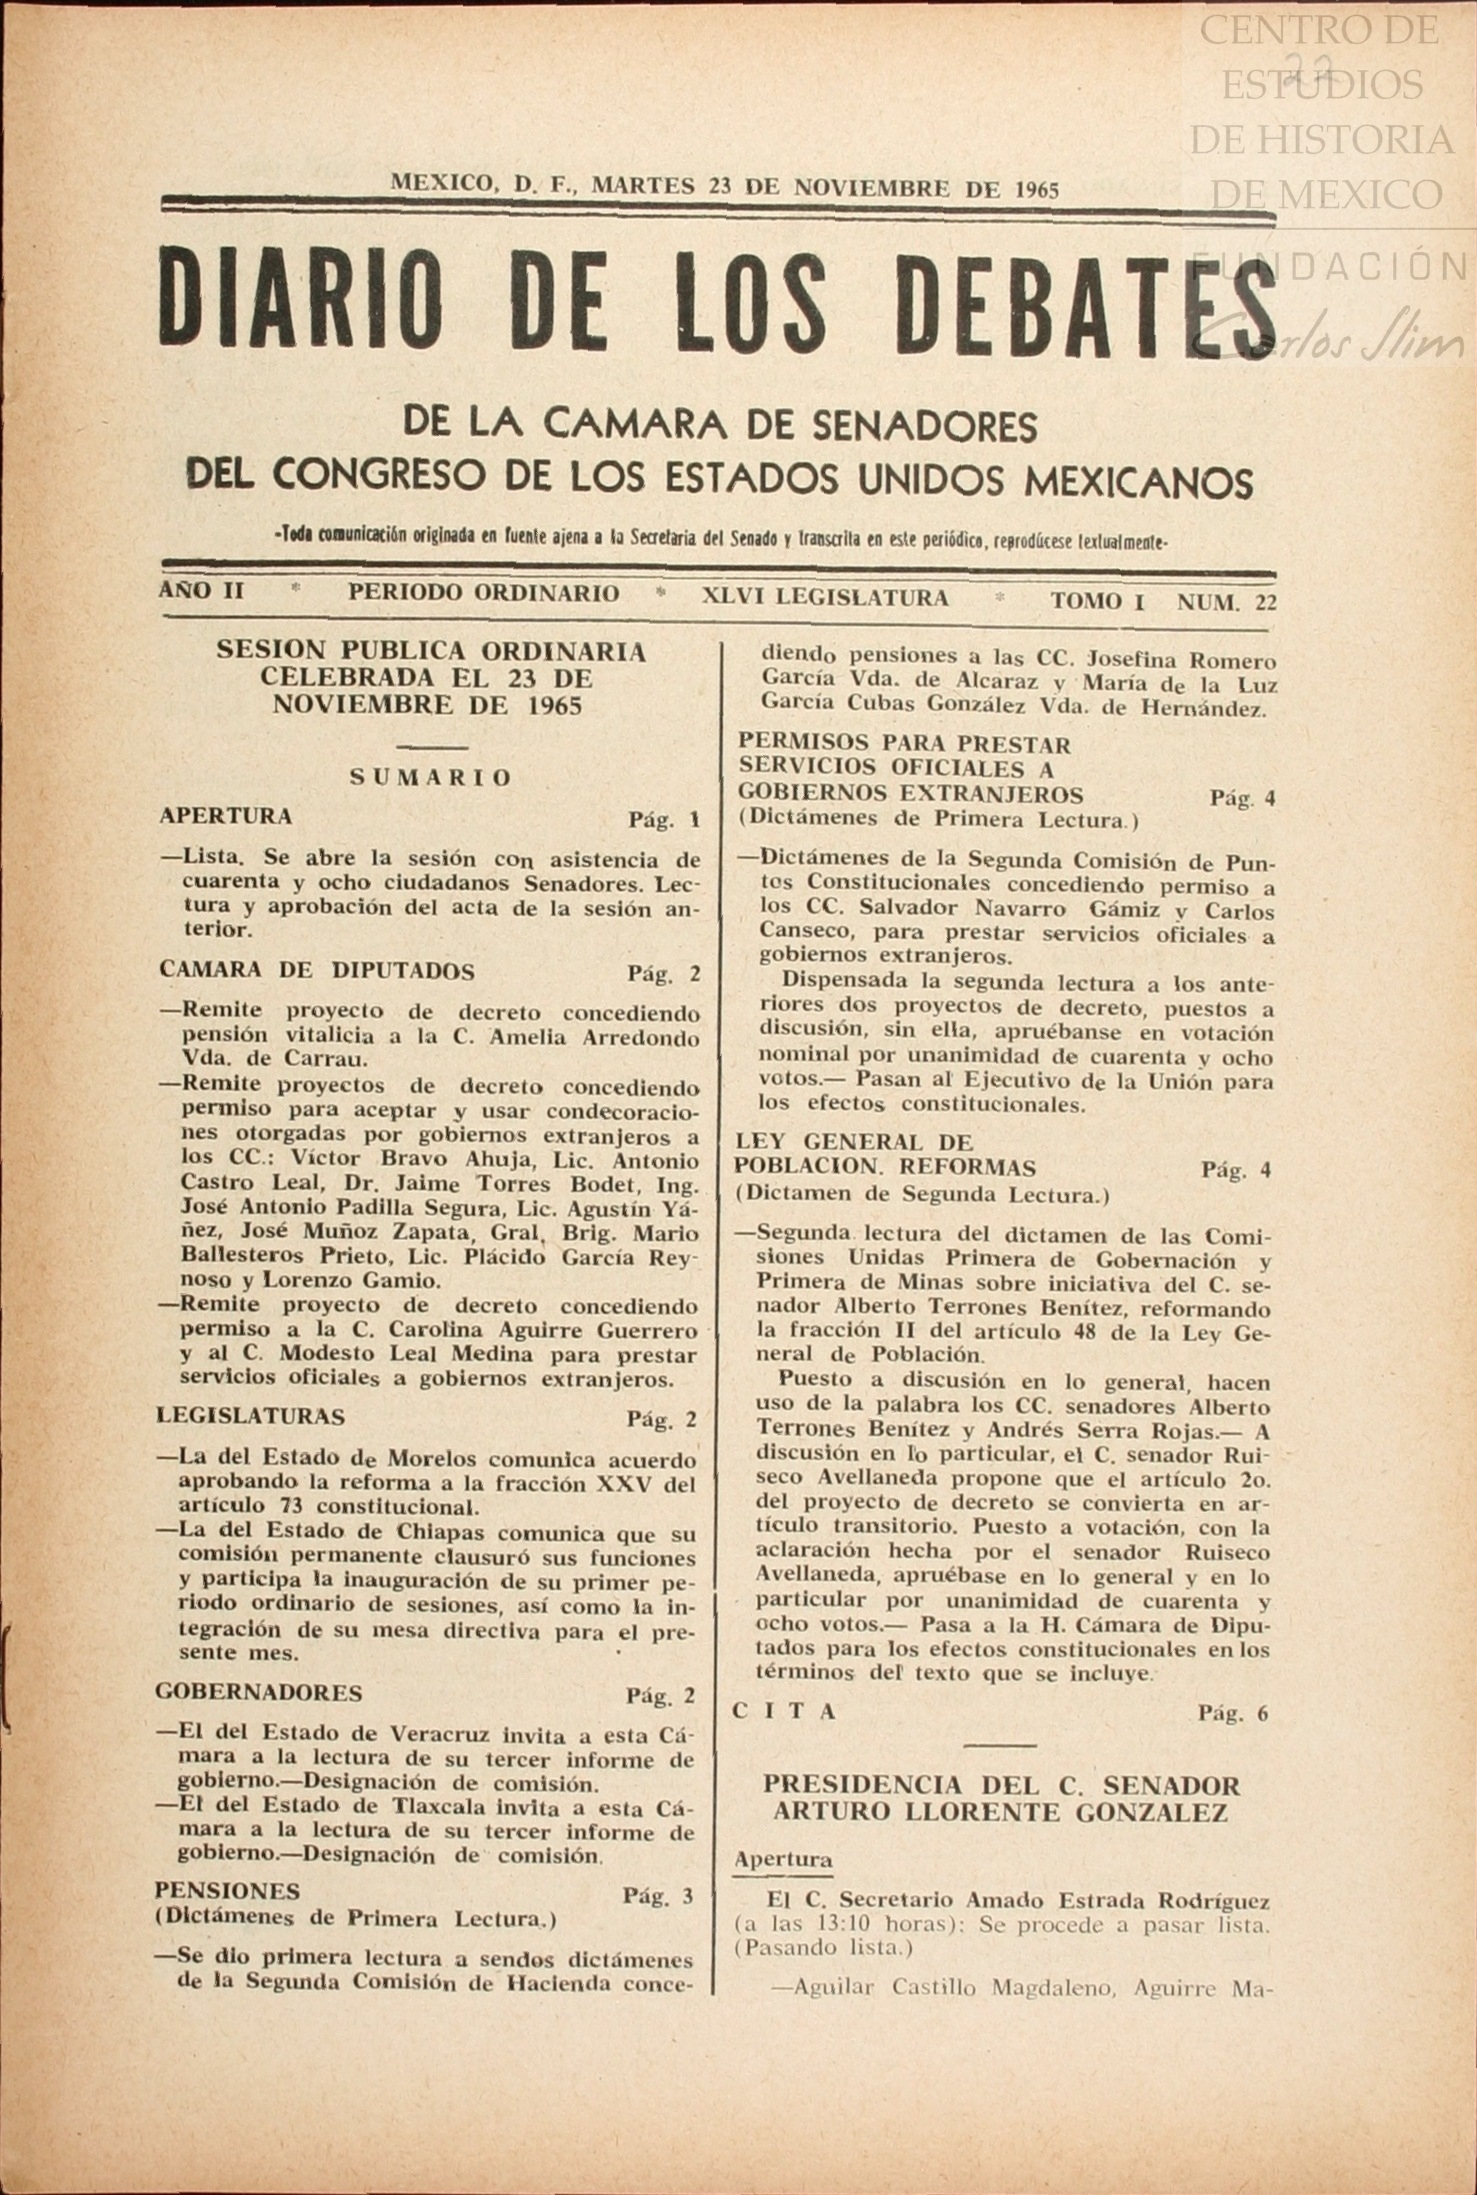 CENTRO DE
ESTUDIOS
DE HISTORIA
DE MEXICO
FUNDACIÓN
Carlos Slim
22
MEXICO, D. F., MARTES 23 DE NOVIEMBRE DE 1965
DIARIO DE LOS DEBATES
DE LA CAMARA DE SENADORES
DEL CONGRESO DE LOS ESTADOS UNIDOS MEXICANOS
-Toda comunicación originada en fuente ajena a la Secretaría del Senado y transcrita en este periódico, reprodúcese textualmente-
AÑO II * PERIODO ORDINARIO * XLVI LEGISLATURA * TOMO I NUM. 22
SESION PUBLICA ORDINARIA
CELEBRADA EL 23 DE
NOVIEMBRE DE 1965
SUMARIO
APERTURA Pág. 1
—Lista. Se abre la sesión con asistencia de
cuarenta y ocho ciudadanos Senadores. Lec-
tura y aprobación del acta de la sesión an-
terior.
CAMARA DE DIPUTADOS Pág. 2
—Remite proyecto de decreto concediendo
pensión vitalicia a la C. Amelia Arredondo
Vda. de Carrau.
—Remite proyectos de decreto concediendo
permiso para aceptar y usar condecoracio-
nes otorgadas por gobiernos extranjeros a
los CC.: Víctor Bravo Ahuja, Lic. Antonio
Castro Leal, Dr. Jaime Torres Bodet, Ing.
José Antonio Padilla Segura, Lic. Agustín Yá-
ñez, José Muñoz Zapata, Gral. Brig. Mario
Ballesteros Prieto, Lic. Plácido García Rey-
noso y Lorenzo Gamio.
—Remite proyecto de decreto concediendo
permiso a la C. Carolina Aguirre Guerrero
y al C. Modesto Leal Medina para prestar
servicios oficiales a gobiernos extranjeros.
LEGISLATURAS Pág. 2
—La del Estado de Morelos comunica acuerdo
aprobando la reforma a la fracción XXV del
artículo 73 constitucional.
—La del Estado de Chiapas comunica que su
comisión permanente clausuró sus funciones
y participa la inauguración de su primer pe-
riodo ordinario de sesiones, así como la in-
tegración de su mesa directiva para el pre-
sente mes.
GOBERNADORES Pág. 2
—El del Estado de Veracruz invita a esta Cá-
mara a la lectura de su tercer informe de
gobierno.—Designación de comisión.
—El del Estado de Tlaxcala invita a esta Cá-
mara a la lectura de su tercer informe de
gobierno.—Designación de comisión.
PENSIONES Pág. 3
(Dictámenes de Primera Lectura.)
—Se dio primera lectura a sendos dictámenes
de la Segunda Comisión de Hacienda conce-
diendo pensiones a las CC. Josefina Romero
García Vda. de Alcaraz y María de la Luz
García Cubas González Vda. de Hernández.
PERMISOS PARA PRESTAR
SERVICIOS OFICIALES A
GOBIERNOS EXTRANJEROS Pág. 4
(Dictámenes de Primera Lectura.)
—Dictámenes de la Segunda Comisión de Pun-
tos Constitucionales concediendo permiso a
los CC. Salvador Navarro Gámiz y Carlos
Canseco, para prestar servicios oficiales a
gobiernos extranjeros.
Dispensada la segunda lectura a los ante-
riores dos proyectos de decreto, puestos a
discusión, sin ella, apruébanse en votación
nominal por unanimidad de cuarenta y ocho
votos.— Pasan al Ejecutivo de la Unión para
los efectos constitucionales.
LEY GENERAL DE
POBLACION. REFORMAS Pág. 4
(Dictamen de Segunda Lectura.)
—Segunda lectura del dictamen de las Comi-
siones Unidas Primera de Gobernación y
Primera de Minas sobre iniciativa del C. se-
nador Alberto Terrones Benítez, reformando
la fracción II del artículo 48 de la Ley Ge-
neral de Población.
Puesto a discusión en lo general, hacen
uso de la palabra los CC. senadores Alberto
Terrones Benítez y Andrés Serra Rojas.— A
discusión en lo particular, el C. senador Rui-
seco Avellaneda propone que el artículo 2o.
del proyecto de decreto se convierta en ar-
tículo transitorio. Puesto a votación, con la
aclaración hecha por el senador Ruiseco
Avellaneda, apruébase en lo general y en lo
particular por unanimidad de cuarenta y
ocho votos.— Pasa a la H. Cámara de Dipu-
tados para los efectos constitucionales en los
términos del texto que se incluye.
CITA Pág. 6
PRESIDENCIA DEL C. SENADOR
ARTURO LLORENTE GONZALEZ
Apertura
El C. Secretario Amado Estrada Rodríguez
(a las 13:10 horas): Se procede a pasar lista.
(Pasando lista.)
—Aguilar Castillo Magdaleno, Aguirre Ma-